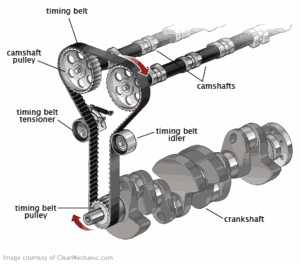 timing belt
camshaft
pulley
camshafts
timing belt
tensioner
timing belt
idler
timing belt
pulley
crankshaft
Image courtesy of ClearMechanic.com